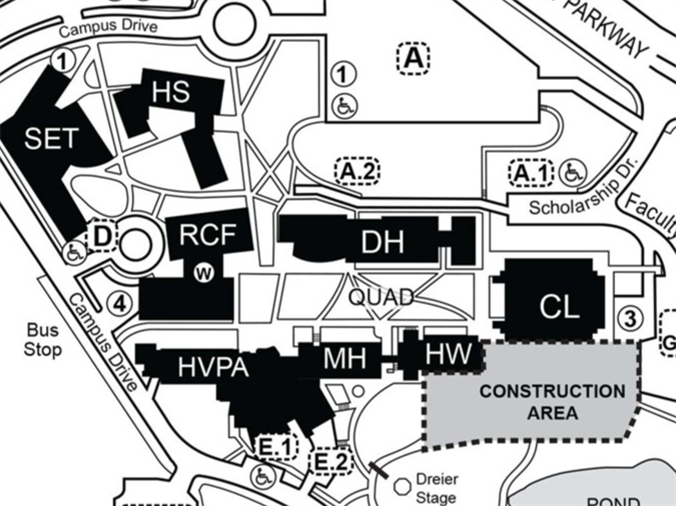 Campus Drive
PARKWAY
1
A
HS
1
SET
A.2
A.1
Scholarship Dr.
Faculty
D
RCF
DH
W
QUAD
CL
4
3
Bus
Stop
Campus Drive
G
HVPA
MH
HW
CONSTRUCTION
AREA
E.1
E.2
Dreier
Stage
POND